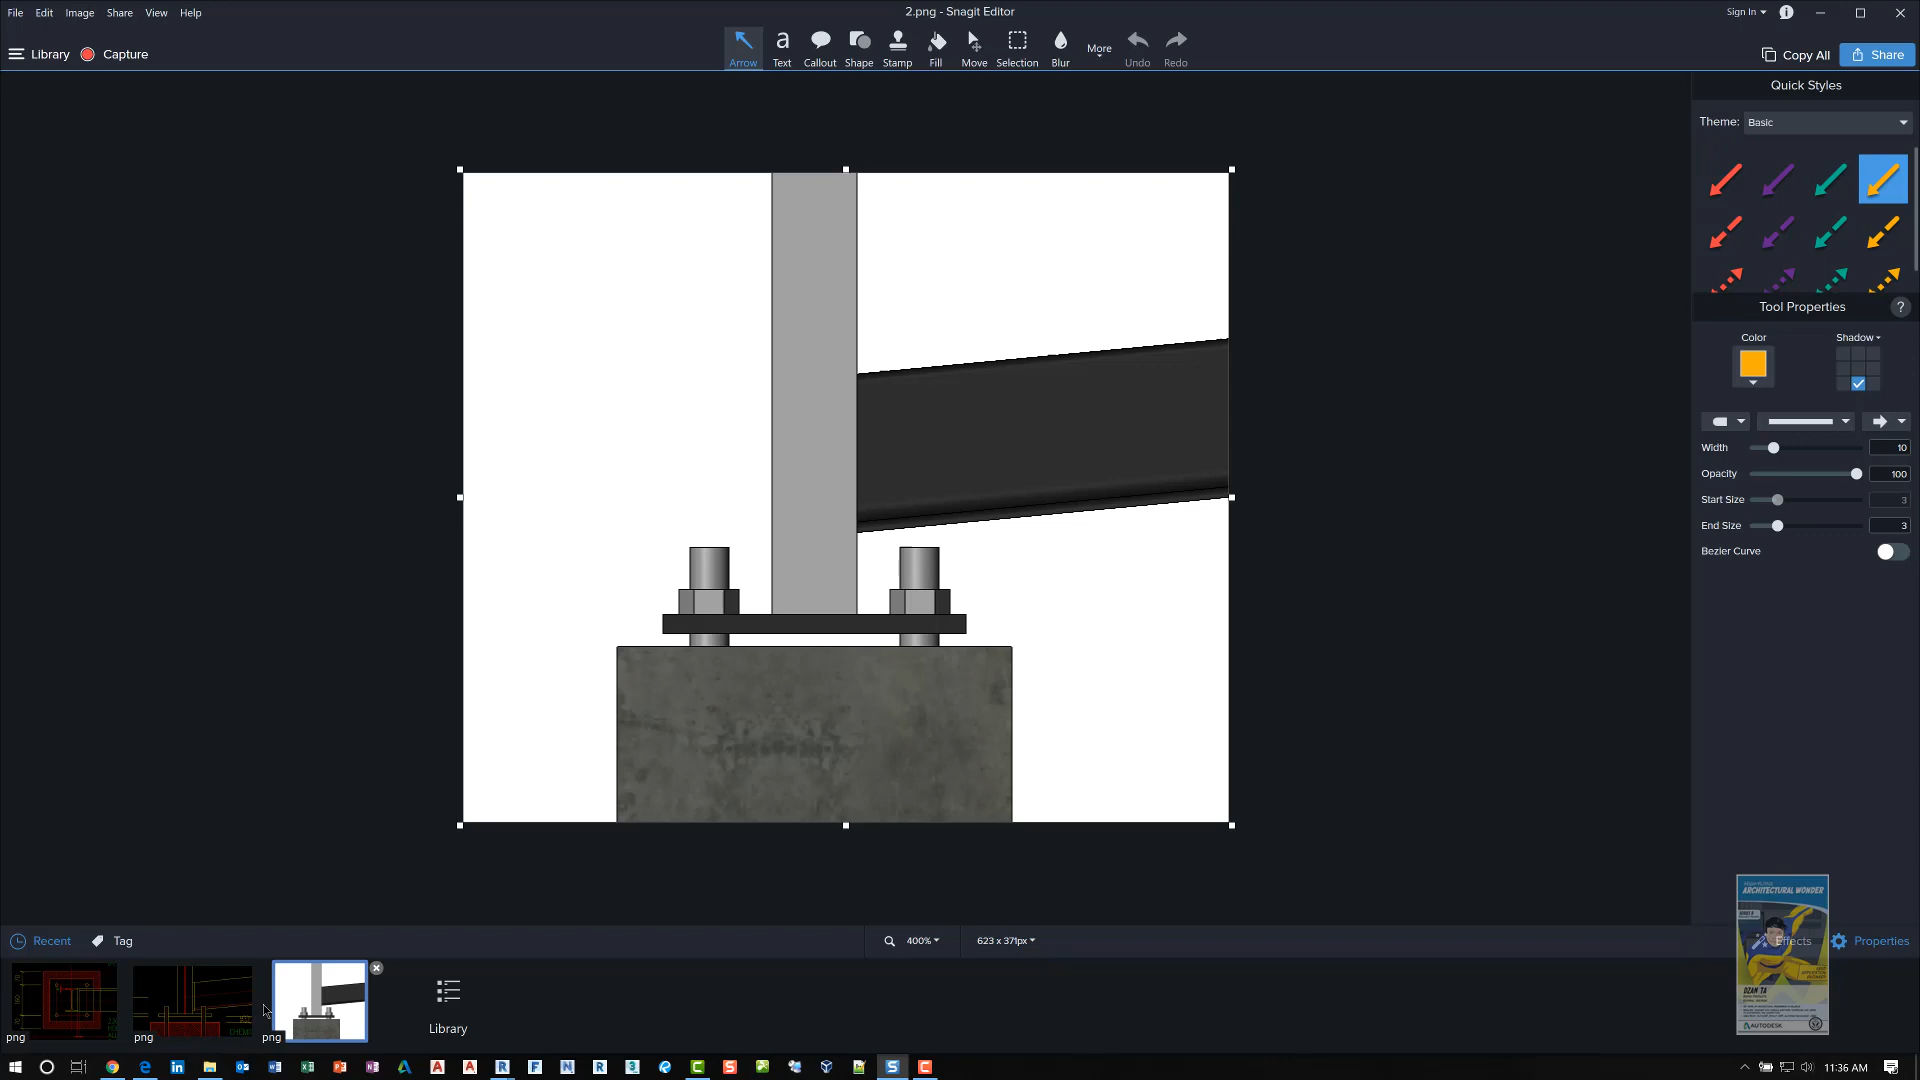 File Edit Image Share View Help
2.png - Snagit Editor
Sign In
Library Capture
Arrow Text Callout Shape Stamp Fill Move Selection Blur More Undo Redo
Copy All Share
Quick Styles
Theme: Basic
Tool Properties ?
Color Shadow
Width 10
Opacity 100
Start Size 3
End Size 3
Bezier Curve
ARCHITECTURAL WONDER
DZAN TA
AUTODESK
Recent Tag
400% 623 x 371px
Effects Properties
png png png
Library
11:36 AM